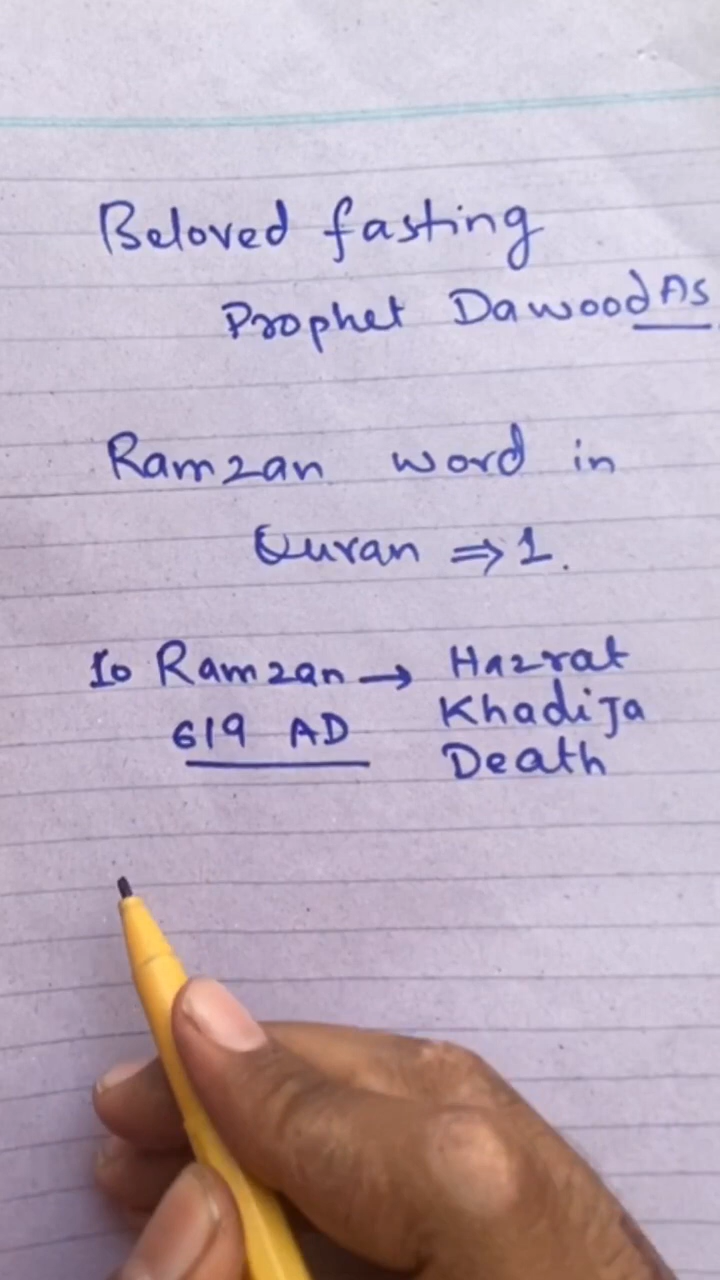 Beloved fasting
Prophet Dawood As
Ramzan word in
Quran ⇒ 1.
10 Ramzan → Hazrat
619 AD Khadija
Death